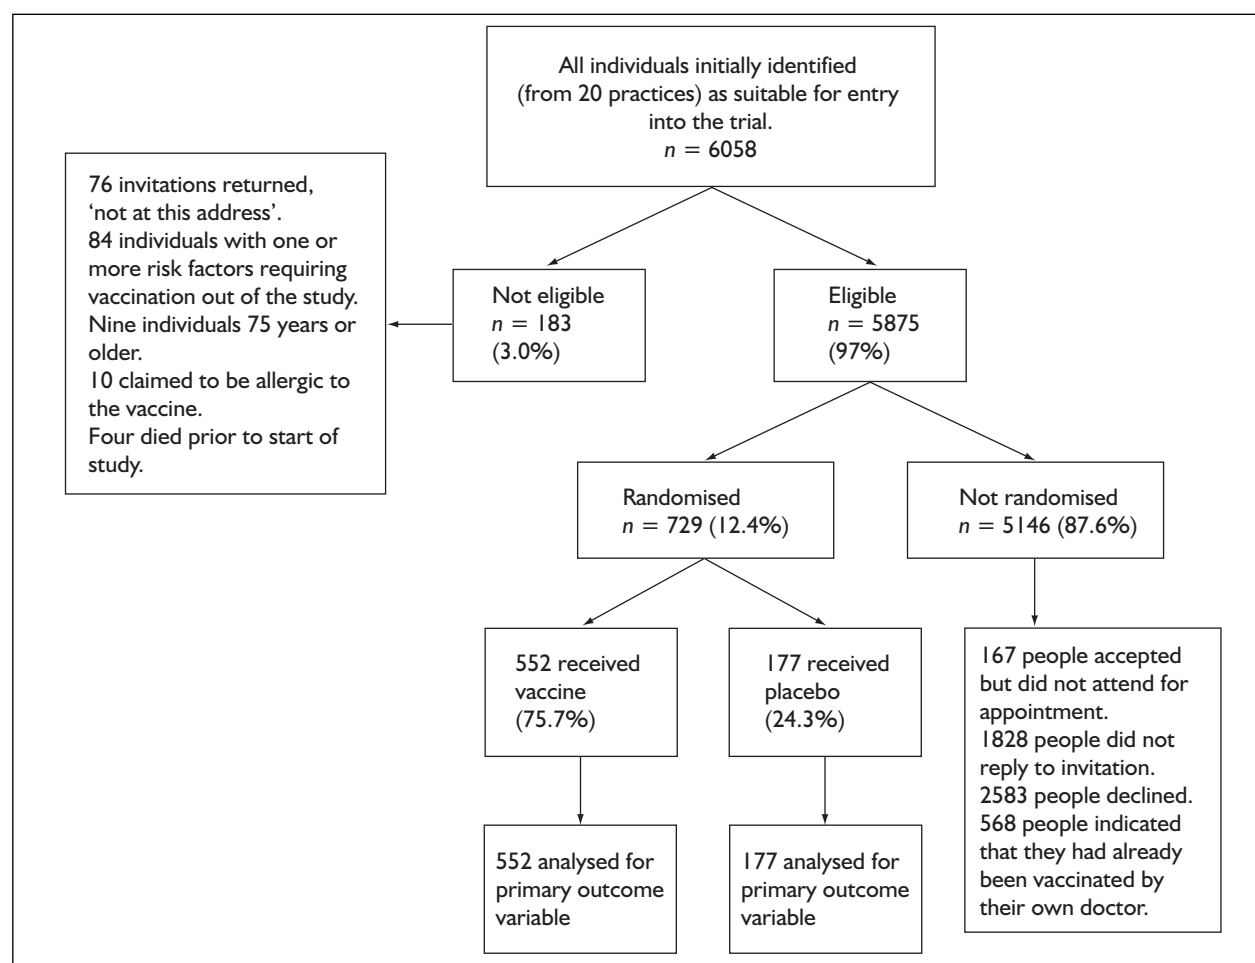 All individuals initially identified
(from 20 practices) as suitable for entry
into the trial.
n = 6058
76 invitations returned,
‘not at this address’.
84 individuals with one or
more risk factors requiring
vaccination out of the study.
Nine individuals 75 years or
older.
10 claimed to be allergic to
the vaccine.
Four died prior to start of
study.
Not eligible
n = 183
(3.0%)
Eligible
n = 5875
(97%)
Randomised
n = 729 (12.4%)
Not randomised
n = 5146 (87.6%)
552 received
vaccine
(75.7%)
177 received
placebo
(24.3%)
167 people accepted
but did not attend for
appointment.
1828 people did not
reply to invitation.
2583 people declined.
568 people indicated
that they had already
been vaccinated by
their own doctor.
552 analysed for
primary outcome
variable
177 analysed for
primary outcome
variable